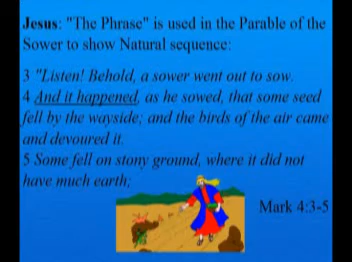 Jesus: "The Phrase" is used in the Parable of the
Sower to show Natural sequence:
3 "Listen! Behold, a sower went out to sow.
4 And it happened, as he sowed, that some seed
fell by the wayside; and the birds of the air came
and devoured it.
5 Some fell on stony ground, where it did not
have much earth;
Mark 4:3-5